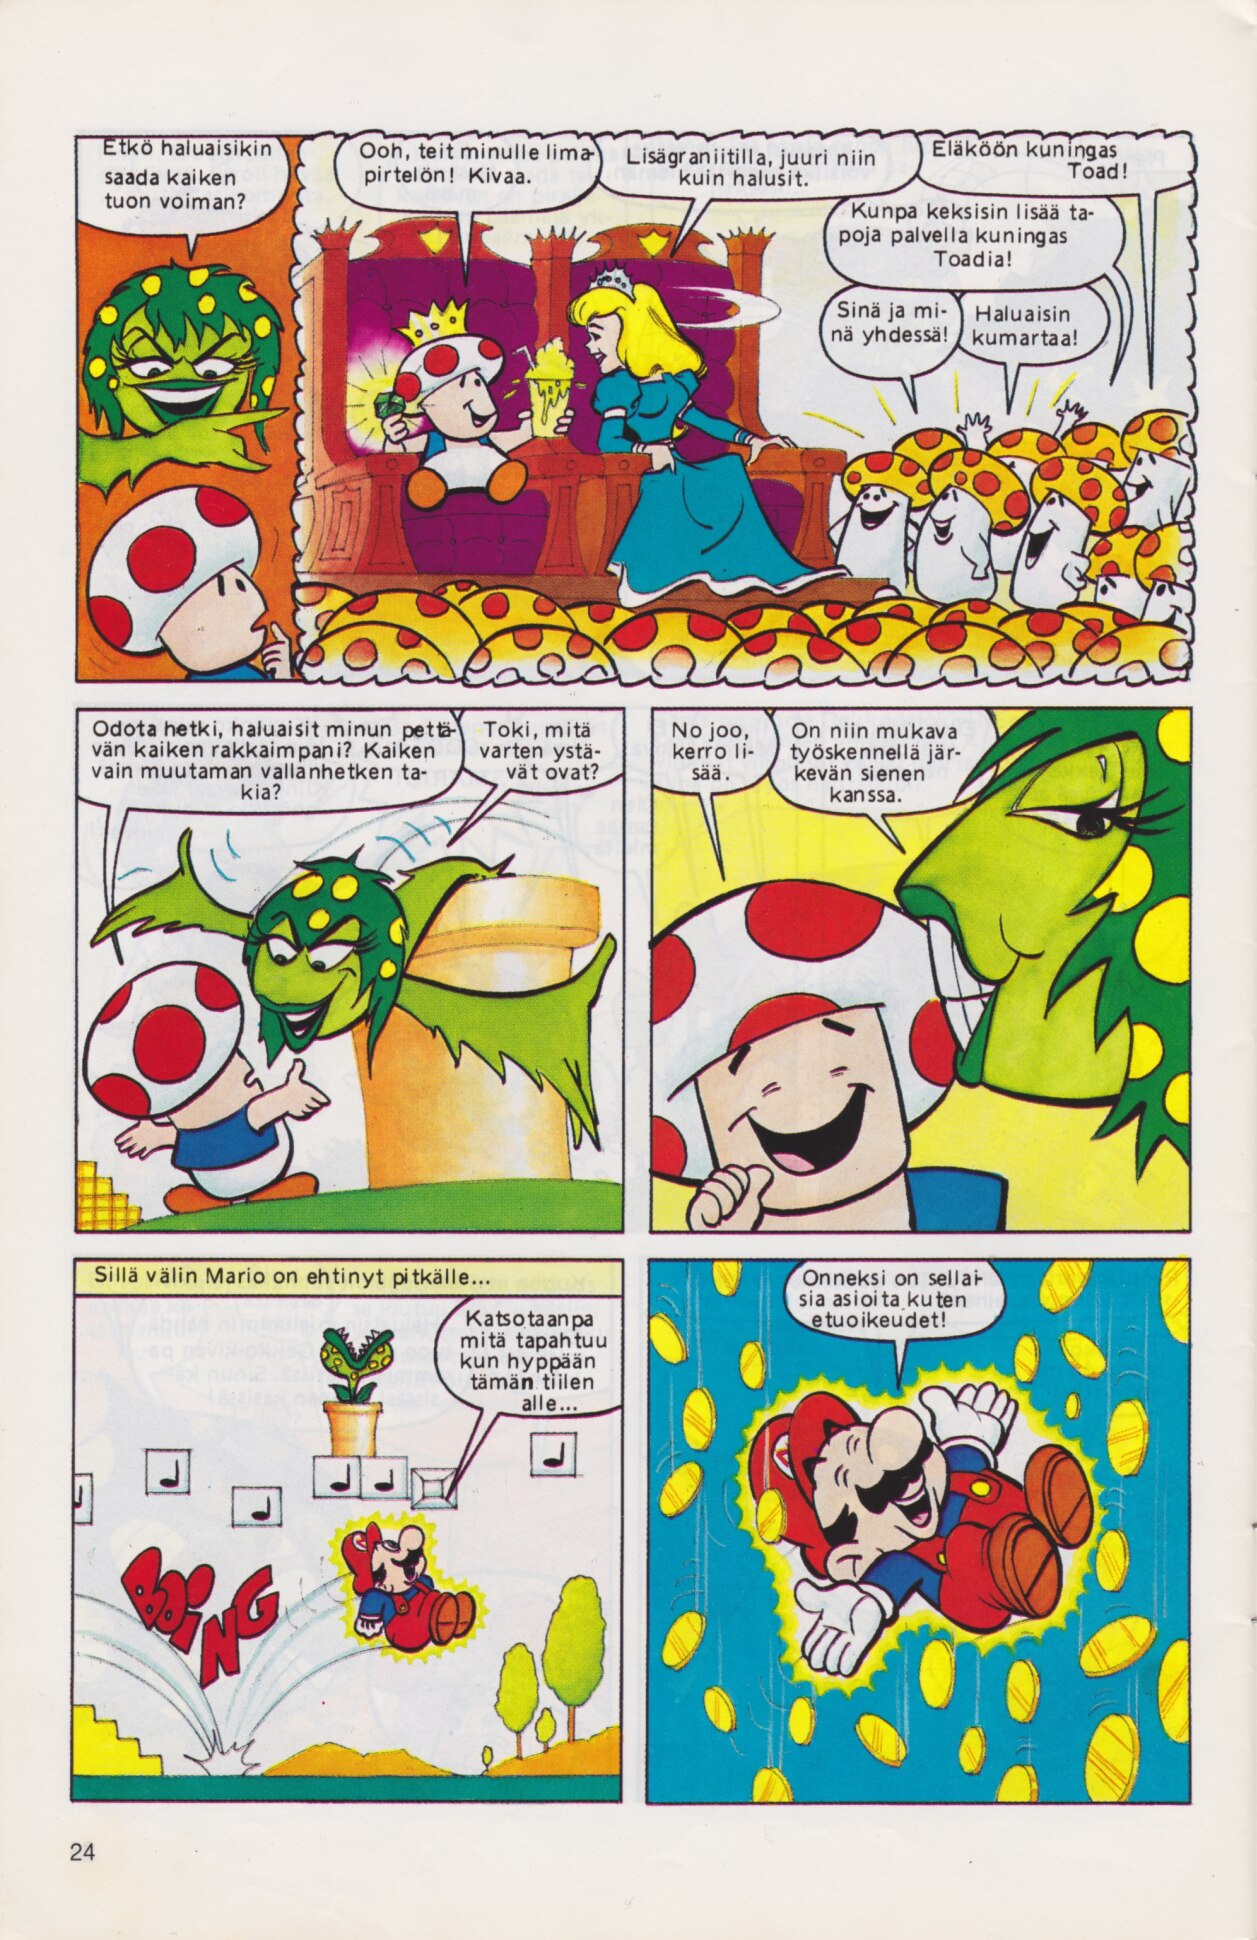 Etkö haluaisikin
saada kaiken
tuon voiman?
Ooh, teit minulle lima-
pirtelön! Kivaa.
Lisägraniitilla, juuri niin
kuin halusit.
Eläköön kuningas
Toad!
Kunpa keksisin lisää ta-
poja palvella kuningas
Toadia!
Sinä ja mi-
nä yhdessä!
Haluaisin
kumartaa!
Odota hetki, haluaisit minun pettä-
vän kaiken rakkaimpani? Kaiken
vain muutaman vallanhetken ta-
kia?
Toki, mitä
varten ystä-
vät ovat?
No joo,
kerro li-
sää.
On niin mukava
työskennellä jär-
kevän sienen
kanssa.
Sillä välin Mario on ehtinyt pitkälle...
Katsotaanpa
mitä tapahtuu
kun hyppään
tämän tiilen
alle...
BOING
Onneksi on sellai-
sia asioita kuten
etuoikeudet!
24